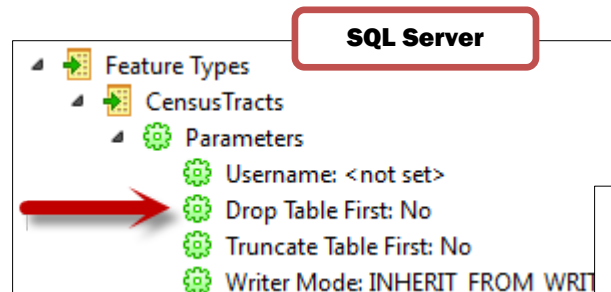 SQL Server
Feature Types
CensusTracts
Parameters
Username: <not set>
Drop Table First: No
Truncate Table First: No
Writer Mode: INHERIT_FROM_WRIT